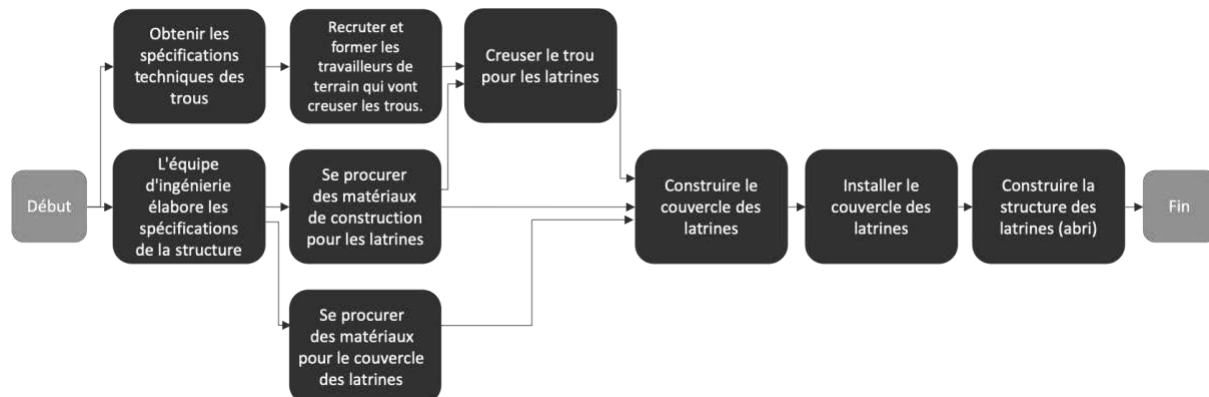 Début
Obtenir les
spécifications
techniques des
trous
Recruter et
former les
travailleurs de
terrain qui vont
creuser les trous.
Creuser le trou
pour les latrines
L'équipe
d'ingénierie
élabore les
spécifications
de la structure
Se procurer
des matériaux
de construction
pour les latrines
Se procurer
des matériaux
pour le couvercle
des latrines
Construire le
couvercle des
latrines
Installer le
couvercle des
latrines
Construire la
structure des
latrines (abri)
Fin